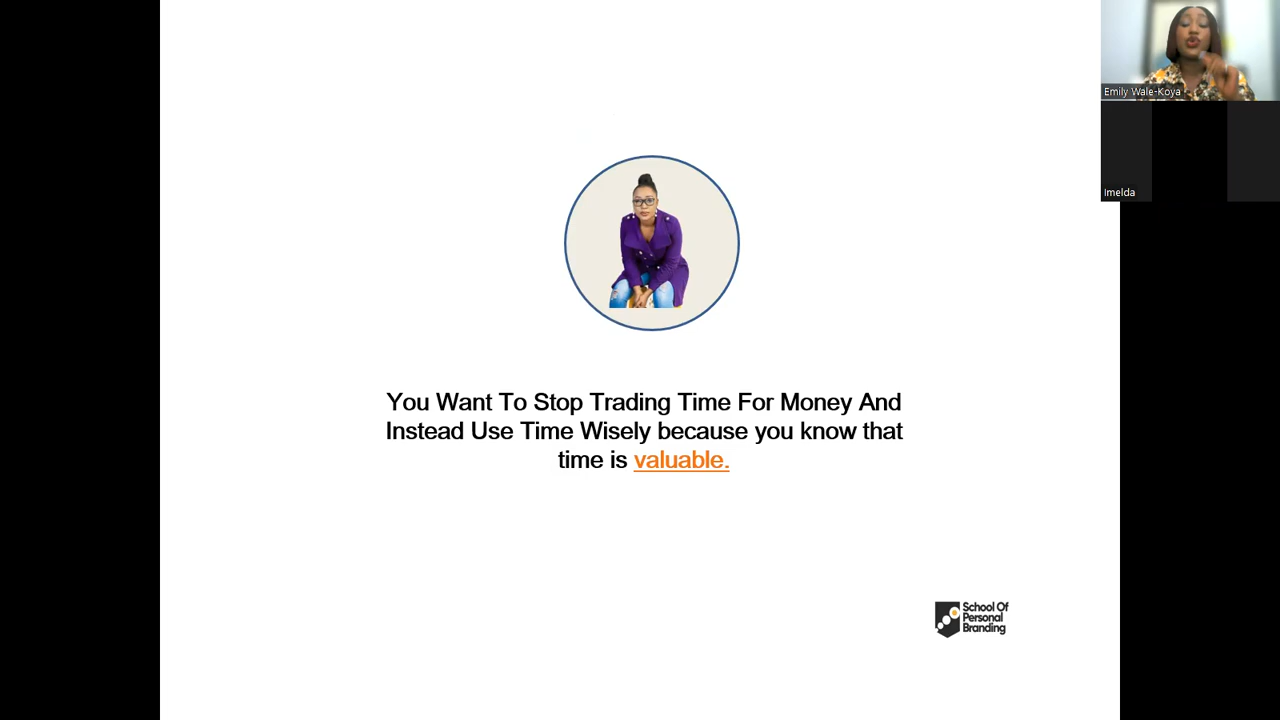 Emily Wale-Koya
Imelda
You Want To Stop Trading Time For Money And
Instead Use Time Wisely because you know that
time is valuable.
School Of
Personal
Branding